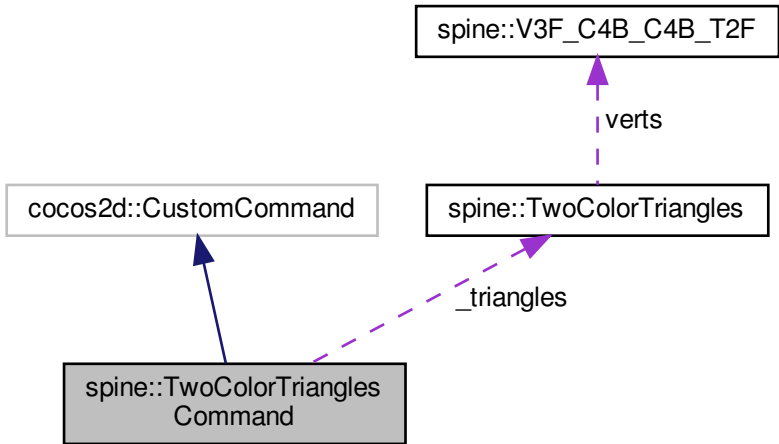 spine::V3F_C4B_C4B_T2F
verts
cocos2d::CustomCommand
spine::TwoColorTriangles
_triangles
spine::TwoColorTriangles
Command